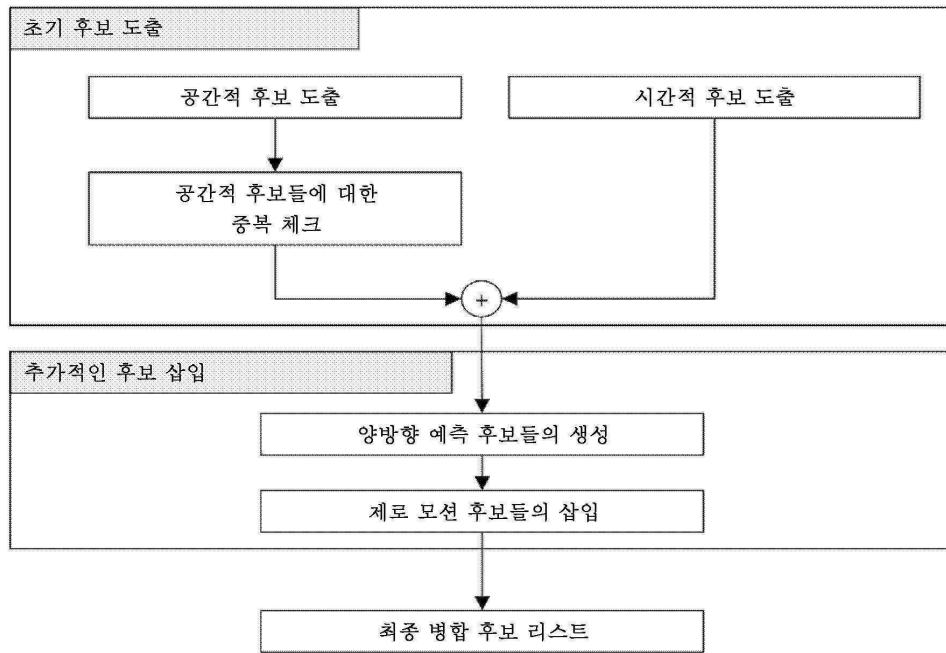 초기 후보 도출
공간적 후보 도출
시간적 후보 도출
공간적 후보들에 대한
중복 체크
+
추가적인 후보 삽입
양방향 예측 후보들의 생성
제로 모션 후보들의 삽입
최종 병합 후보 리스트